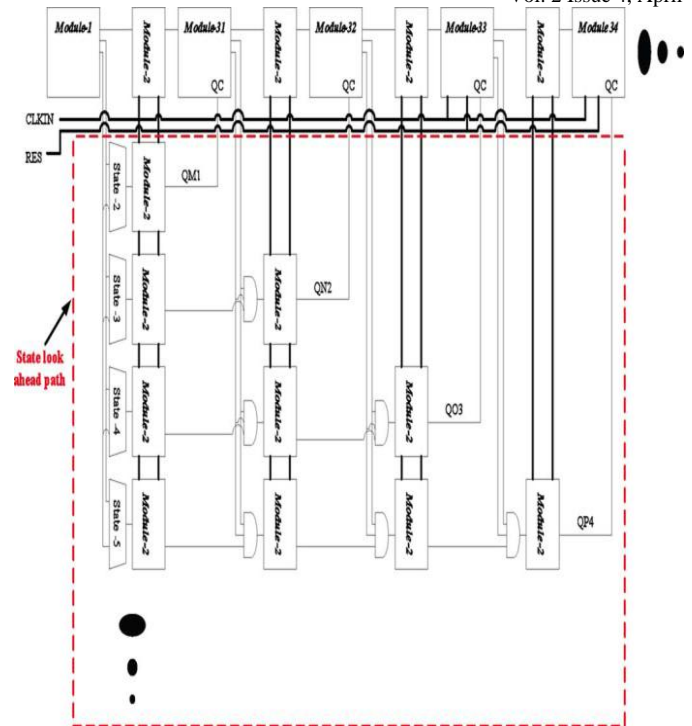 Vol. 2 Issue 4, April
Module-1
Module-2
Module-31
QC
Module-2
Module-32
QC
Module-2
Module-33
QC
Module-2
Module 34
QC
CLKIN
RES
State -2
Module-2
QM1
State -3
Module-2
Module-2
QN2
State look
ahead path
State -4
Module-2
Module-2
Module-2
QO3
State -5
Module-2
Module-2
Module-2
Module-2
QP4